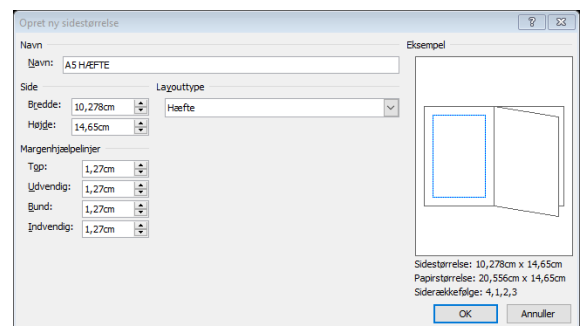 Opret ny sidestørrelse
Navn
Navn: A5 HÆFTE
Side
Bredde: 10,278cm
Højde: 14,65cm
Layouttype
Hæfte
Margenhjælpelinjer
Top: 1,27cm
Udvendig: 1,27cm
Bund: 1,27cm
Indvendig: 1,27cm
Eksempel
Sidestørrelse: 10,278cm x 14,65cm
Papirstørrelse: 20,556cm x 14,65cm
Siderækkefølge: 4,1,2,3
OK Annuller